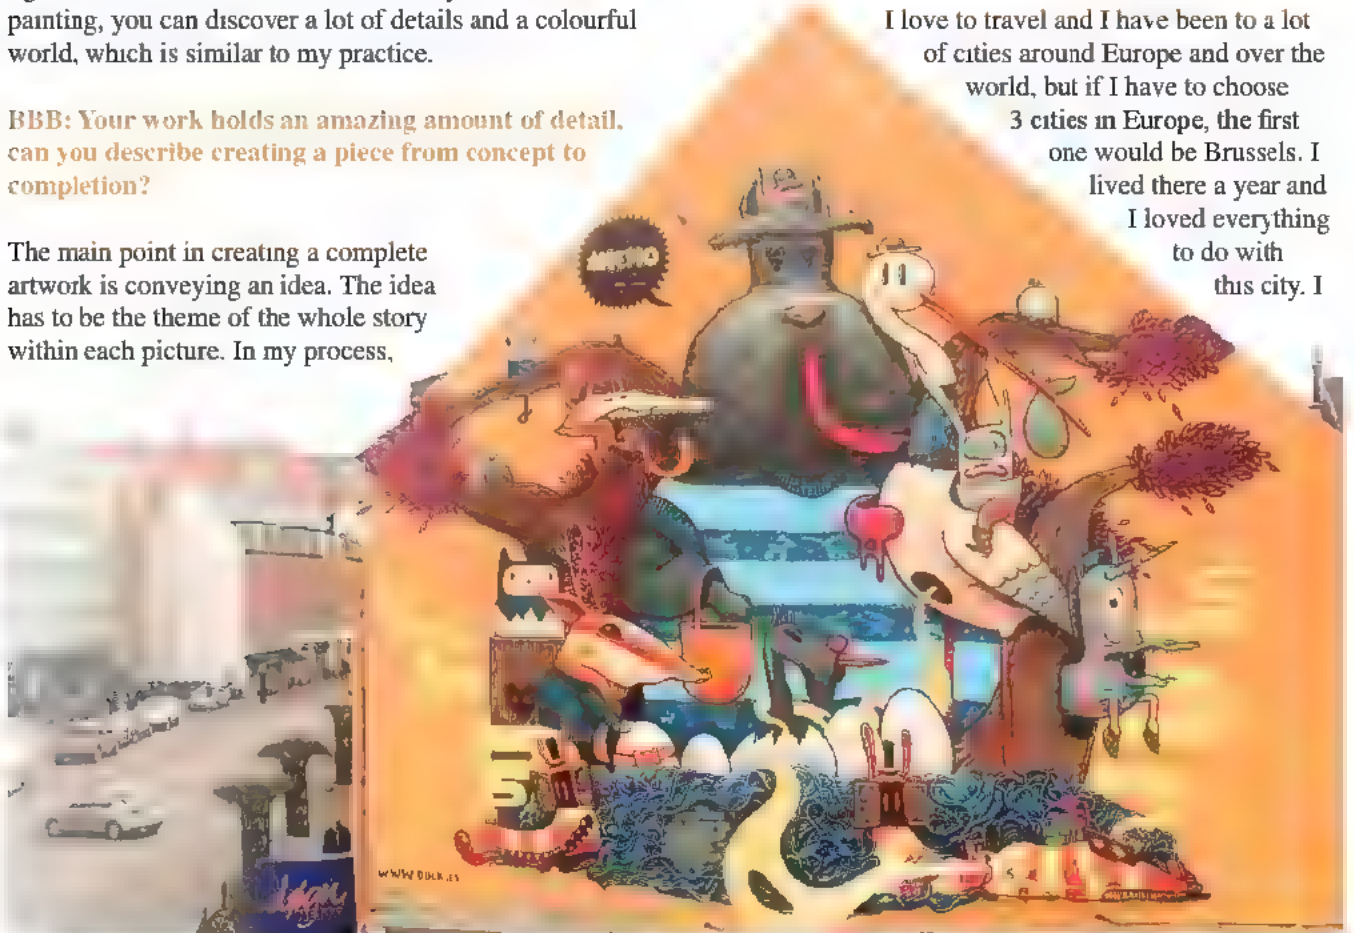 painting, you can discover a lot of details and a colourful
world, which is similar to my practice.
BBB: Your work holds an amazing amount of detail,
can you describe creating a piece from concept to
completion?
The main point in creating a complete
artwork is conveying an idea. The idea
has to be the theme of the whole story
within each picture. In my process,
I love to travel and I have been to a lot
of cities around Europe and over the
world, but if I have to choose
3 cities in Europe, the first
one would be Brussels. I
lived there a year and
I loved everything
to do with
this city. I
WWW.DULK.ES